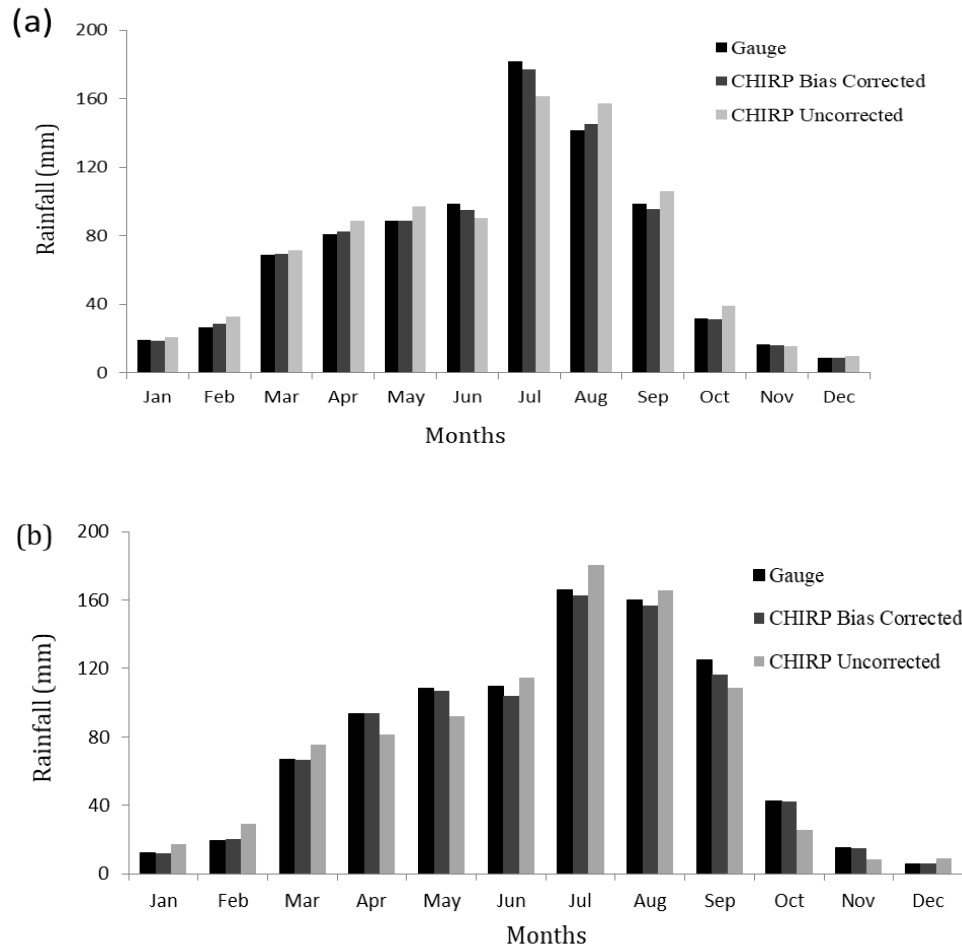 (a)
200
160
120
80
40
0
Rainfall (mm)
Gauge
CHIRP Bias Corrected
CHIRP Uncorrected
Jan Feb Mar Apr May Jun Jul Aug Sep Oct Nov Dec
Months
(b)
200
160
120
80
40
0
Rainfall (mm)
Gauge
CHIRP Bias Corrected
CHIRP Uncorrected
Jan Feb Mar Apr May Jun Jul Aug Sep Oct Nov Dec
Months